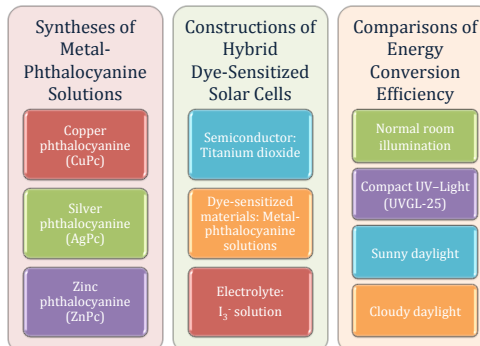 Syntheses of
Metal-
Phthalocyanine
Solutions
Copper
phthalocyanine
(CuPc)
Silver
phthalocyanine
(AgPc)
Zinc
phthalocyanine
(ZnPc)
Constructions of
Hybrid
Dye-Sensitized
Solar Cells
Semiconductor:
Titanium dioxide
Dye-sensitized
materials: Metal-
phthalocyanine
solutions
Electrolyte:
I₃⁻ solution
Comparisons of
Energy
Conversion
Efficiency
Normal room
illumination
Compact UV–Light
(UVGL-25)
Sunny daylight
Cloudy daylight